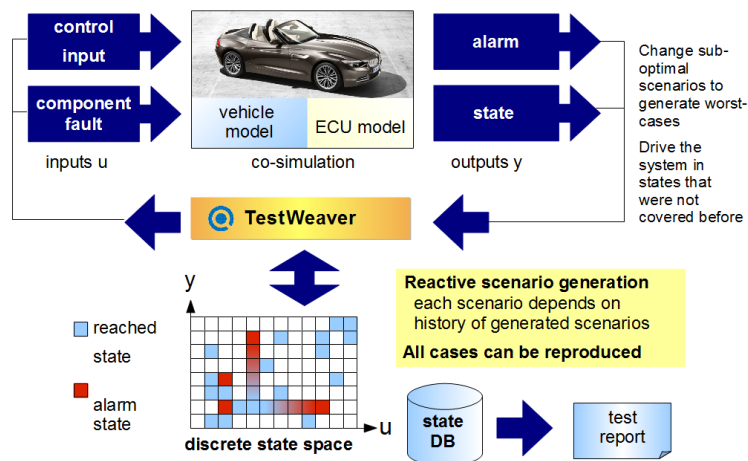 control
input
component
fault
inputs u
vehicle
model
ECU model
co-simulation
alarm
state
outputs y
Change sub-
optimal
scenarios to
generate worst-
cases
Drive the
system in
states that
were not
covered before
TestWeaver
y
reached
state
alarm
state
u
discrete state space
Reactive scenario generation
each scenario depends on
history of generated scenarios
All cases can be reproduced
state
DB
test
report